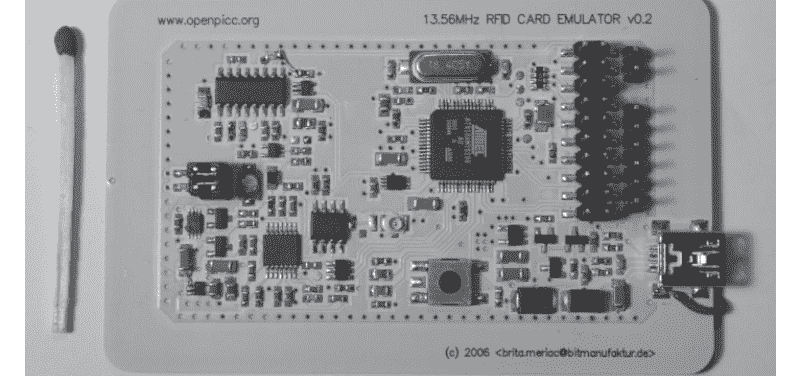 www.openpicc.org
13.56MHz RFID CARD EMULATOR v0.2
(c) 2006 <brita.meriac@bitmanufaktur.de>